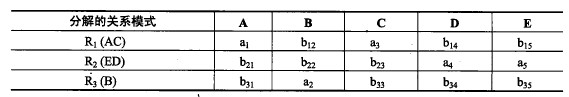 分解的关系模式 A B C D E
R₁ (AC) a₁ b₁₂ a₃ b₁₄ b₁₅
R₂ (ED) b₂₁ b₂₂ b₂₃ a₄ a₅
R₃ (B) b₃₁ a₂ b₃₃ b₃₄ b₃₅